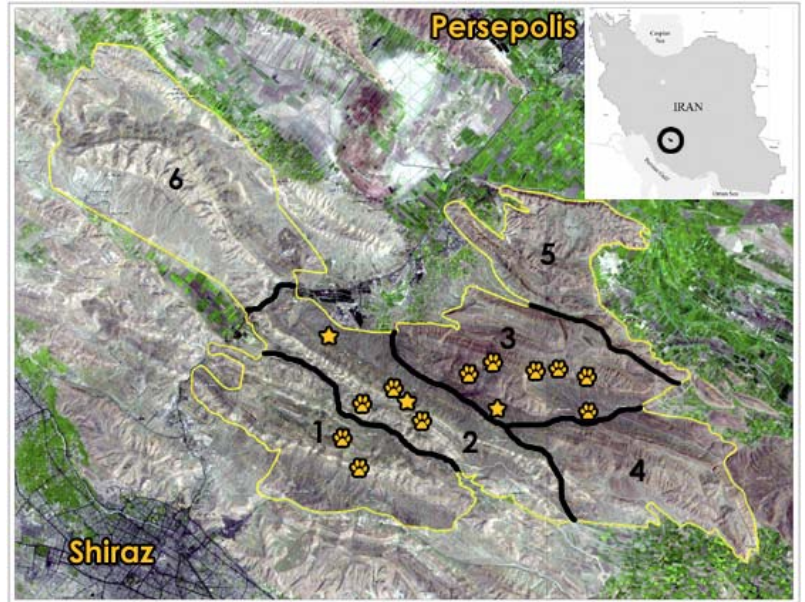 Persepolis
Caspian
Sea
IRAN
Persian Gulf
Oman Sea
6
5
3
1
2
4
Shiraz